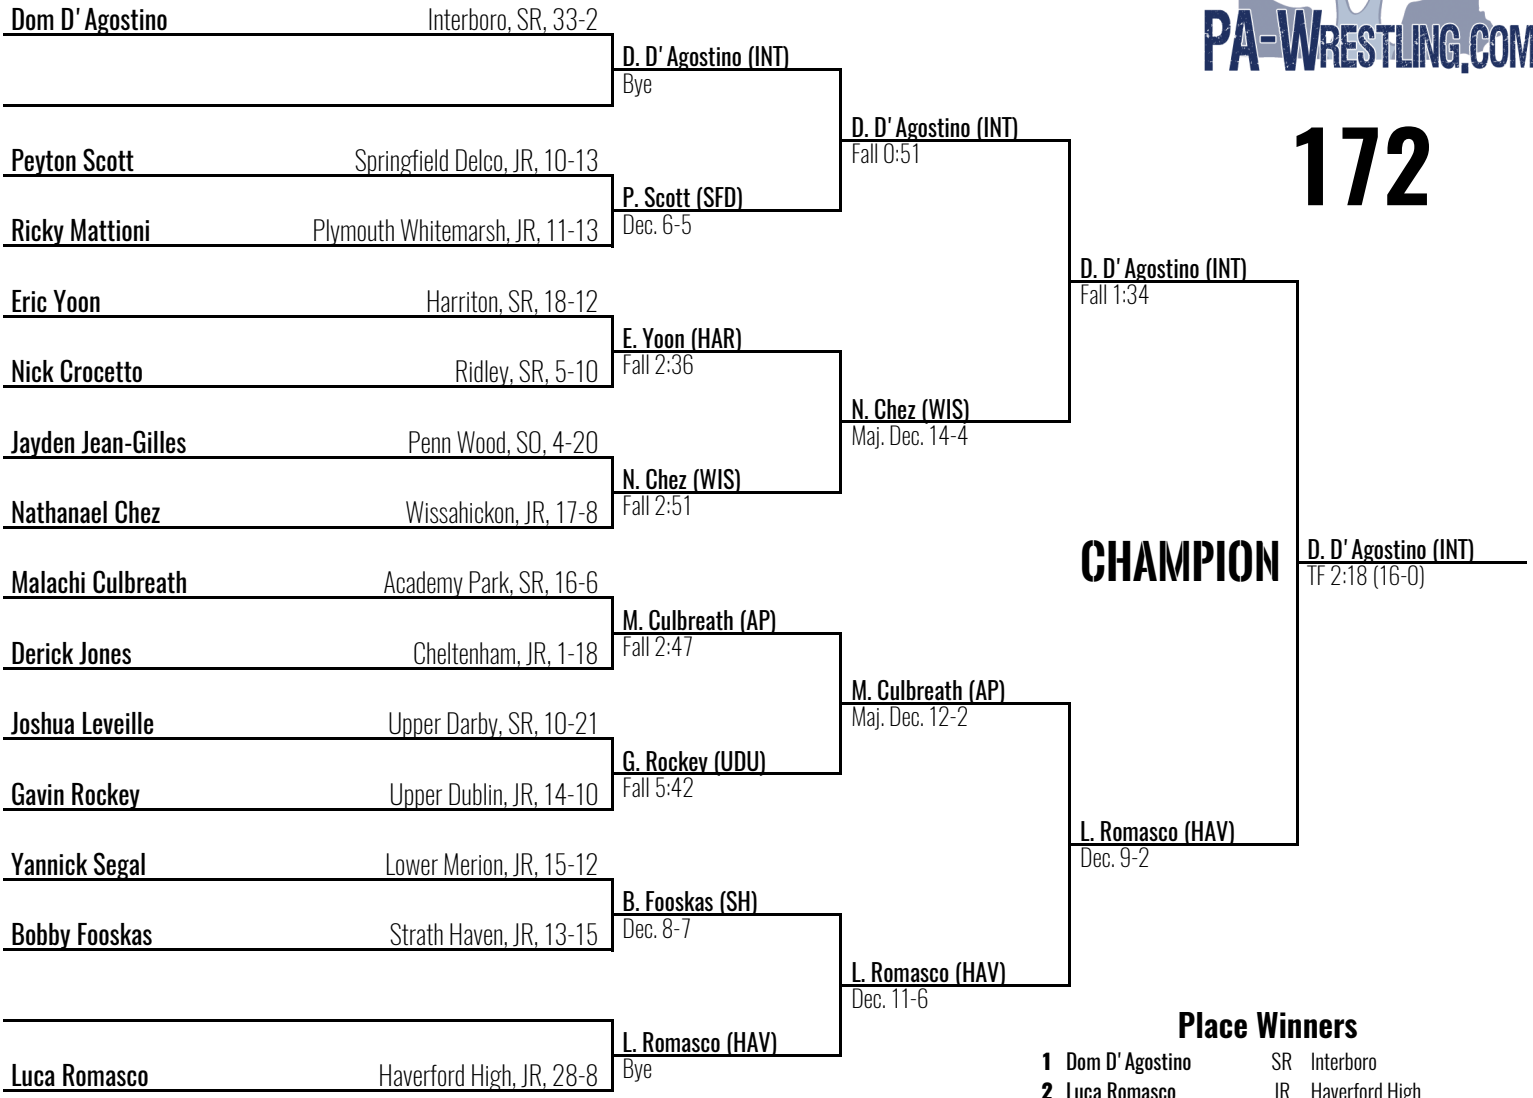 PA-WRESTLING.COM
172
Dom D'Agostino Interboro, SR, 33-2
D. D'Agostino (INT)
Bye
D. D'Agostino (INT)
Fall 0:51
Peyton Scott Springfield Delco, JR, 10-13
P. Scott (SFD)
Dec. 6-5
Ricky Mattioni Plymouth Whitemarsh, JR, 11-13
D. D'Agostino (INT)
Fall 1:34
Eric Yoon Harriton, SR, 18-12
E. Yoon (HAR)
Fall 2:36
Nick Crocetto Ridley, SR, 5-10
N. Chez (WIS)
Maj. Dec. 14-4
Jayden Jean-Gilles Penn Wood, SO, 4-20
N. Chez (WIS)
Fall 2:51
Nathanael Chez Wissahickon, JR, 17-8
CHAMPION
D. D'Agostino (INT)
TF 2:18 (16-0)
Malachi Culbreath Academy Park, SR, 16-6
M. Culbreath (AP)
Fall 2:47
Derick Jones Cheltenham, JR, 1-18
M. Culbreath (AP)
Maj. Dec. 12-2
Joshua Leveille Upper Darby, SR, 10-21
G. Rockey (UDU)
Fall 5:42
Gavin Rockey Upper Dublin, JR, 14-10
L. Romasco (HAV)
Dec. 9-2
Yannick Segal Lower Merion, JR, 15-12
B. Fooskas (SH)
Dec. 8-7
Bobby Fooskas Strath Haven, JR, 13-15
L. Romasco (HAV)
Dec. 11-6
L. Romasco (HAV)
Bye
Luca Romasco Haverford High, JR, 28-8
Place Winners
1 Dom D'Agostino SR Interboro
2 Luca Romasco JR Haverford High